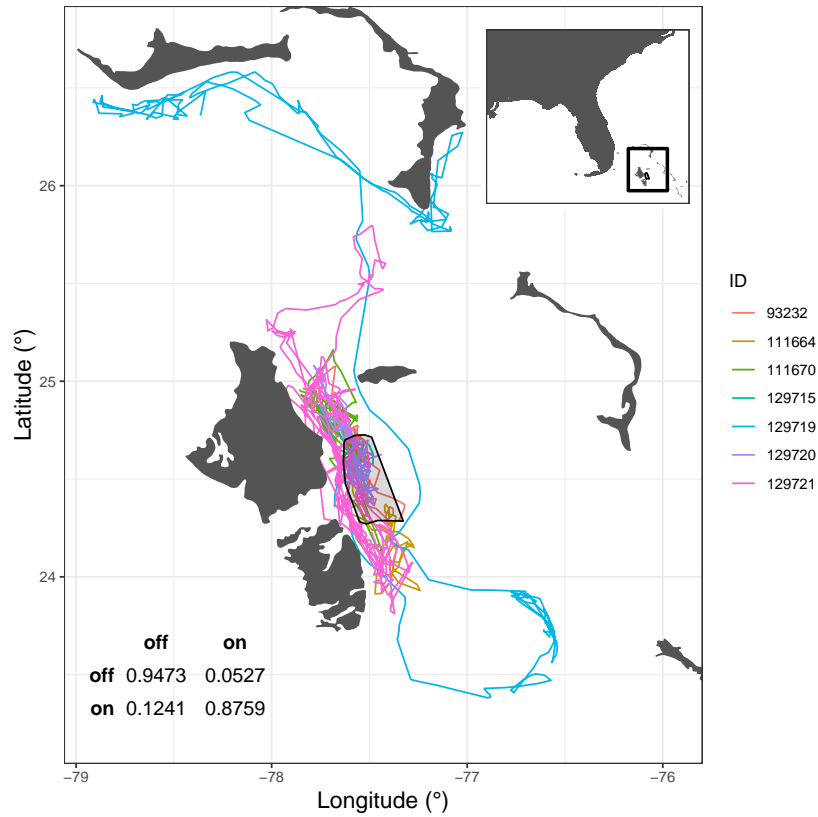 26
25
24
Latitude (°)
off on
off 0.9473 0.0527
on 0.1241 0.8759
−79 −78 −77 −76
Longitude (°)
ID
93232
111664
111670
129715
129719
129720
129721